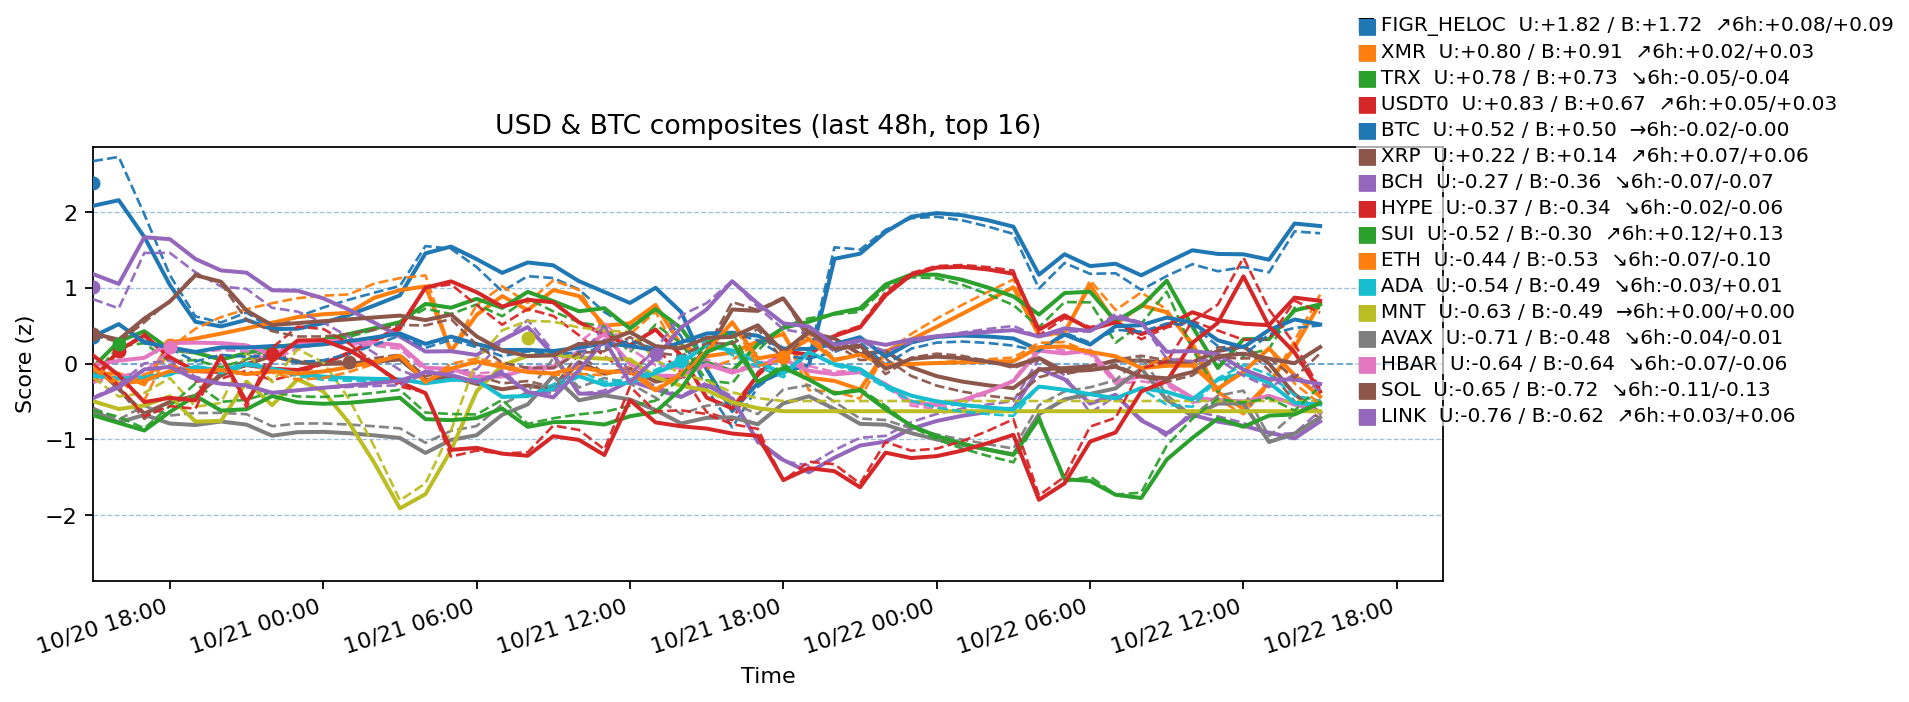 FIGR_HELOC  U:+1.82 / B:+1.72  ↗6h:+0.08/+0.09
XMR  U:+0.80 / B:+0.91  ↗6h:+0.02/+0.03
TRX  U:+0.78 / B:+0.73  ↘6h:-0.05/-0.04
USDT0  U:+0.83 / B:+0.67  ↗6h:+0.05/+0.03
BTC  U:+0.52 / B:+0.50  →6h:-0.02/-0.00
XRP  U:+0.22 / B:+0.14  ↗6h:+0.07/+0.06
BCH  U:-0.27 / B:-0.36  ↘6h:-0.07/-0.07
HYPE  U:-0.37 / B:-0.34  ↘6h:-0.02/-0.06
SUI  U:-0.52 / B:-0.30  ↗6h:+0.12/+0.13
ETH  U:-0.44 / B:-0.53  ↘6h:-0.07/-0.10
ADA  U:-0.54 / B:-0.49  ↘6h:-0.03/+0.01
MNT  U:-0.63 / B:-0.49  →6h:+0.00/+0.00
AVAX  U:-0.71 / B:-0.48  ↘6h:-0.04/-0.01
HBAR  U:-0.64 / B:-0.64  ↘6h:-0.07/-0.06
SOL  U:-0.65 / B:-0.72  ↘6h:-0.11/-0.13
LINK  U:-0.76 / B:-0.62  ↗6h:+0.03/+0.06
USD & BTC composites (last 48h, top 16)
Score (z)
2
1
0
−1
−2
10/20 18:00
10/21 00:00
10/21 06:00
10/21 12:00
10/21 18:00
10/22 00:00
10/22 06:00
10/22 12:00
10/22 18:00
Time